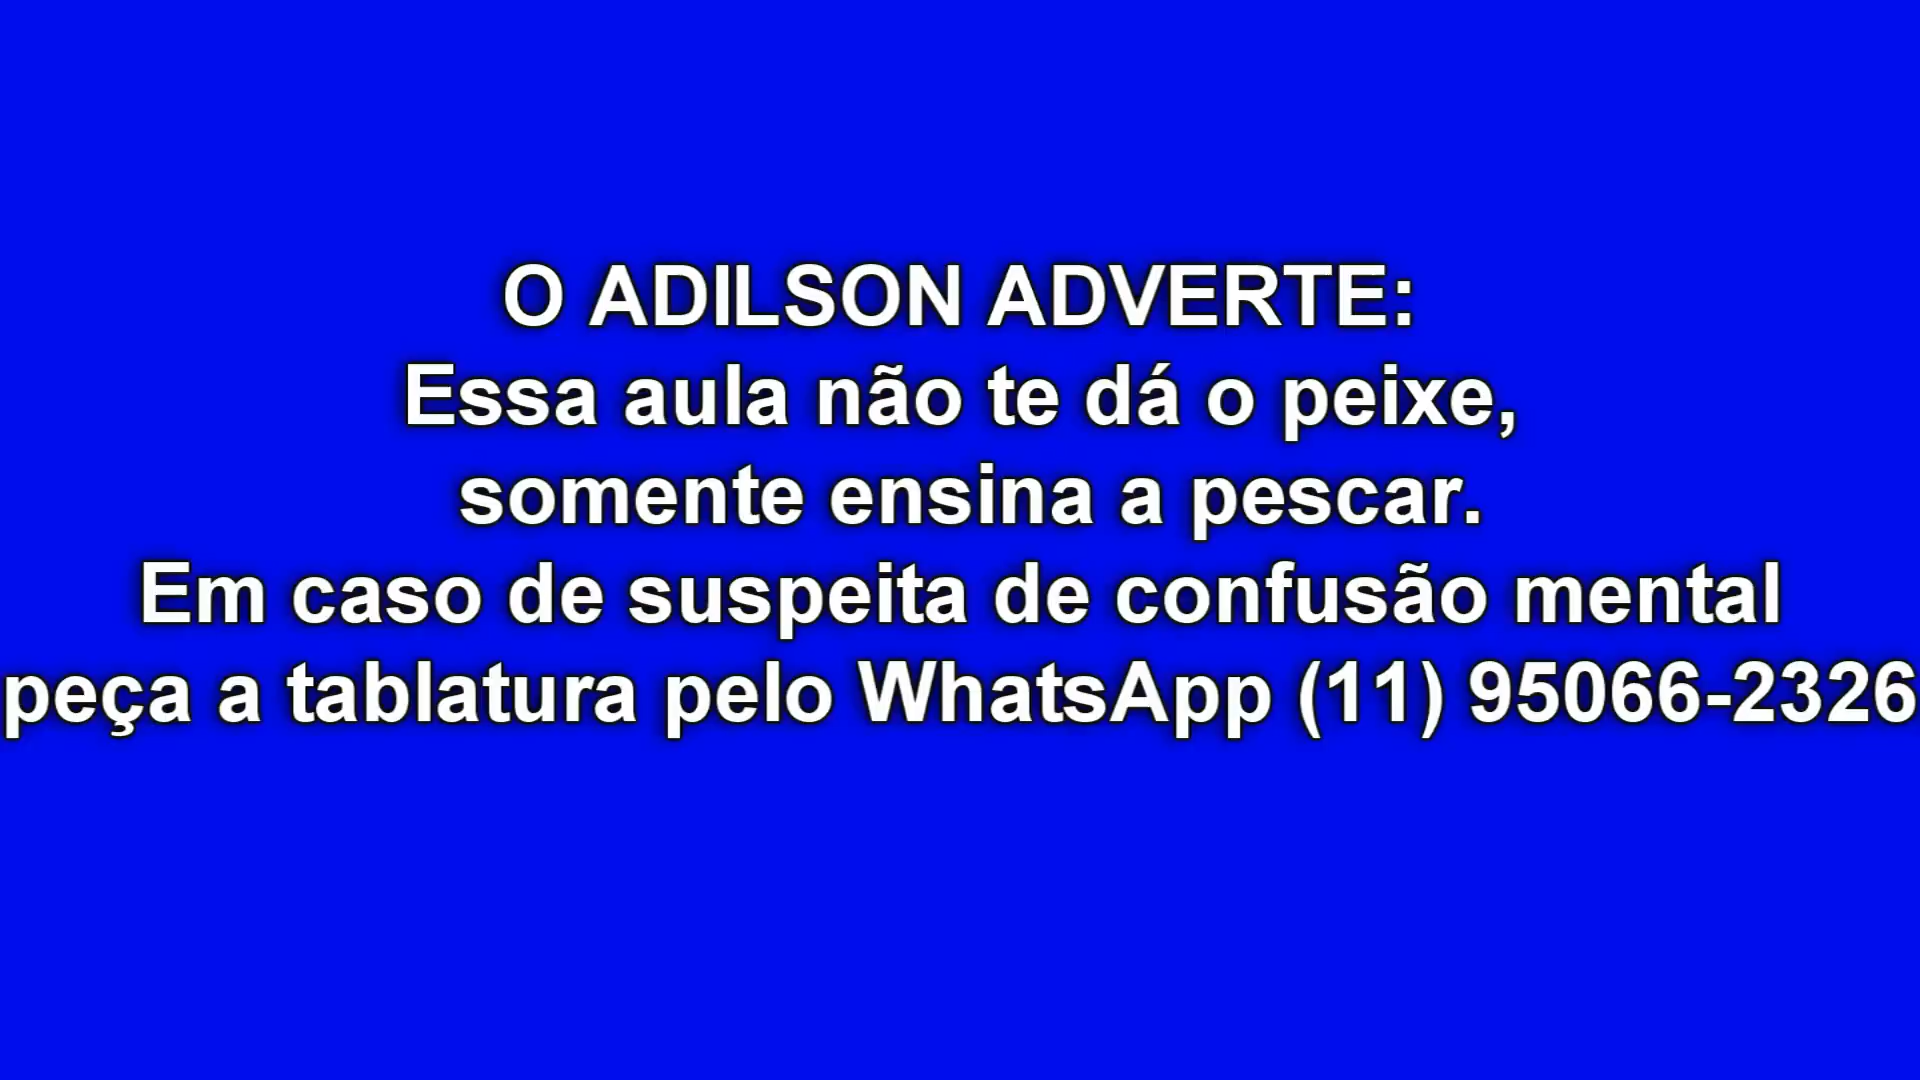 O ADILSON ADVERTE:
Essa aula não te dá o peixe,
somente ensina a pescar.
Em caso de suspeita de confusão mental
peça a tablatura pelo WhatsApp (11) 95066-2326